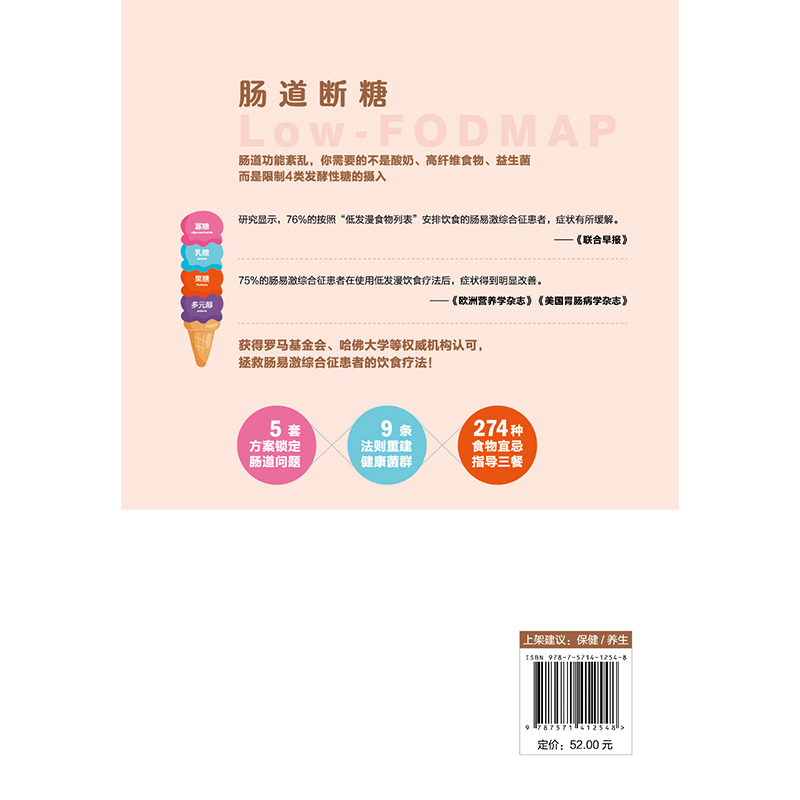 肠道断糖
Low-FODMAP
肠道功能紊乱，你需要的不是酸奶、高纤维食物、益生菌
而是限制4类发酵性糖的摄入
寡糖
乳糖
果糖
多元醇
研究显示，76%的按照“低发漫食物列表”安排饮食的肠易激综合征患者，症状有所缓解。
——《联合早报》
75%的肠易激综合征患者在使用低发漫饮食疗法后，症状得到明显改善。
——《欧洲营养学杂志》《美国胃肠病学杂志》
获得罗马基金会、哈佛大学等权威机构认可，
拯救肠易激综合征患者的饮食疗法！
5 套
方案锁定
肠道问题
9 条
法则重建
健康菌群
274种
食物宜忌
指导三餐
上架建议：保健 / 养生
ISBN 978-7-5714-1254-8
9 787571 412548 >
定价：52.00 元